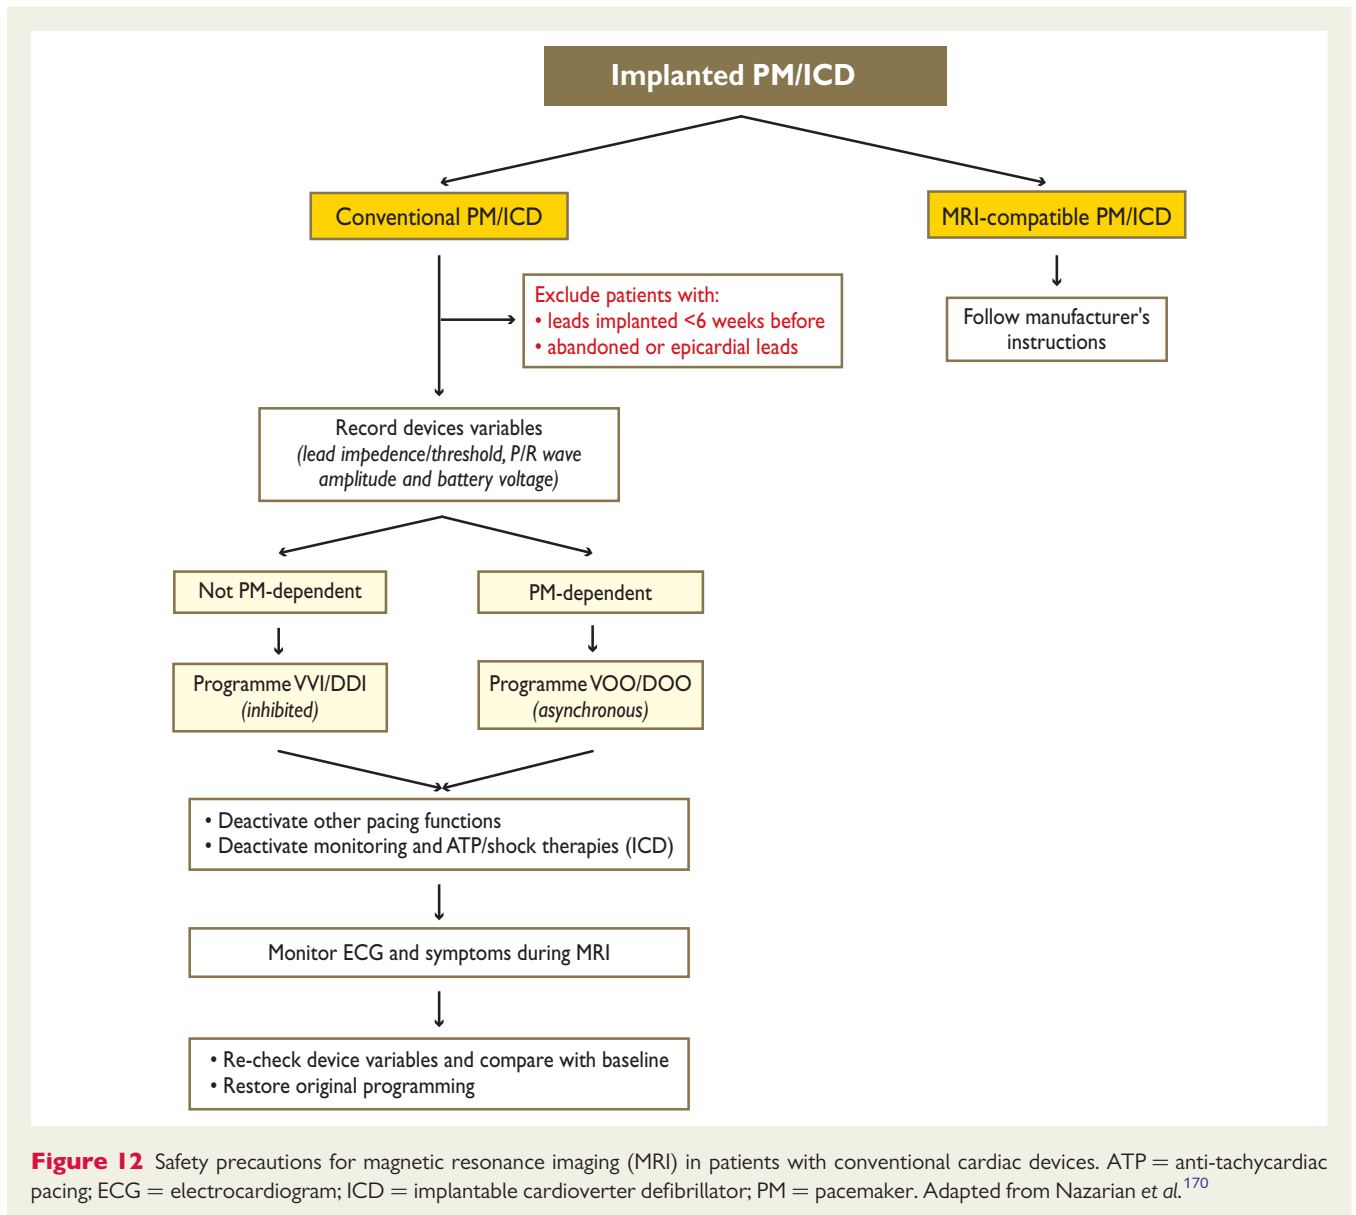 Implanted PM/ICD
Conventional PM/ICD
MRI-compatible PM/ICD
Exclude patients with:
• leads implanted <6 weeks before
• abandoned or epicardial leads
Follow manufacturer's
instructions
Record devices variables
(lead impedence/threshold, P/R wave
amplitude and battery voltage)
Not PM-dependent
PM-dependent
Programme VVI/DDI
(inhibited)
Programme VOO/DOO
(asynchronous)
• Deactivate other pacing functions
• Deactivate monitoring and ATP/shock therapies (ICD)
Monitor ECG and symptoms during MRI
• Re-check device variables and compare with baseline
• Restore original programming
Figure 12 Safety precautions for magnetic resonance imaging (MRI) in patients with conventional cardiac devices. ATP = anti-tachycardiac
pacing; ECG = electrocardiogram; ICD = implantable cardioverter defibrillator; PM = pacemaker. Adapted from Nazarian et al.170